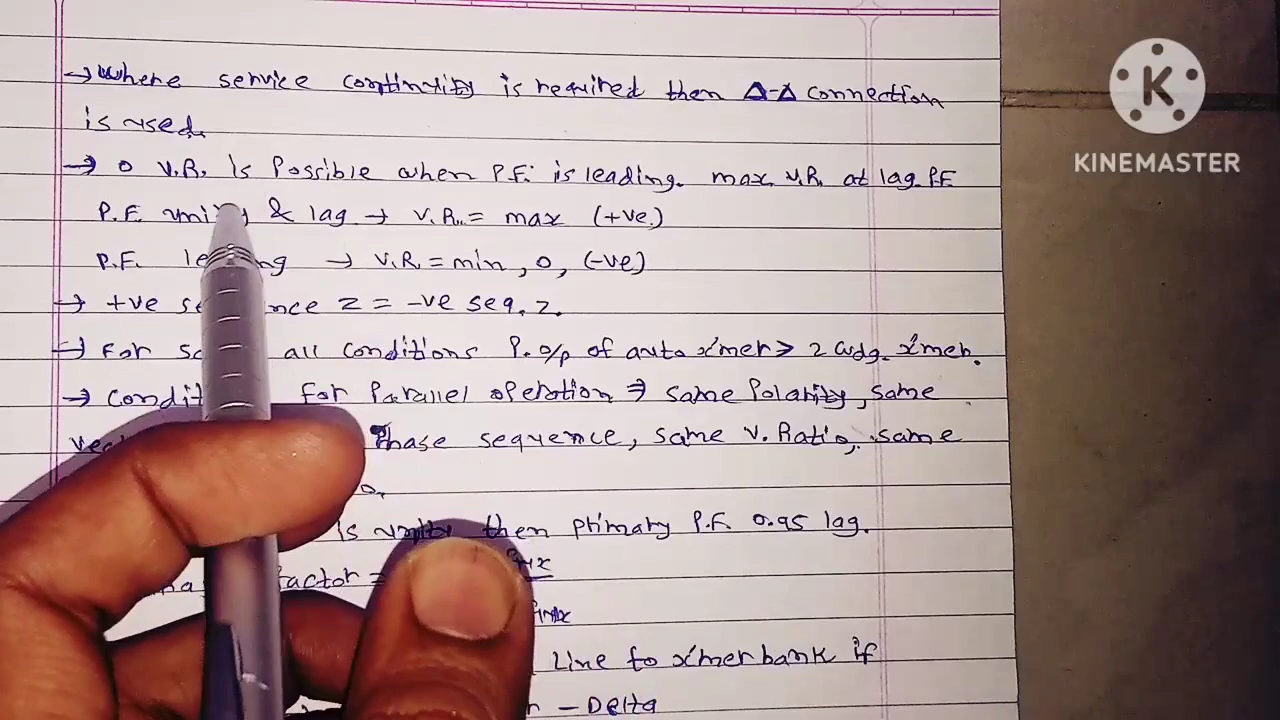 → Where service continuity is required then Δ-Δ connection
is used.
→ 0 V.R. is Possible when P.F. is leading. max V.R. at lag P.F
P.F. unity & lag → V.R. = max (+ve)
P.F. → V.R = min, 0, (-ve)
→ +ve Z = -ve seq. Z.
→ For all conditions P. o/p of auto x'mer > 2 wdg. x'mer.
→ for Parallel operation ⇒ same Polarity, same
Phase sequence, same V. Ratio, same
is unity then primary P.F. 0.95 lag.
factor =
Line to x'mer bank if
- Delta
K
KINEMASTER